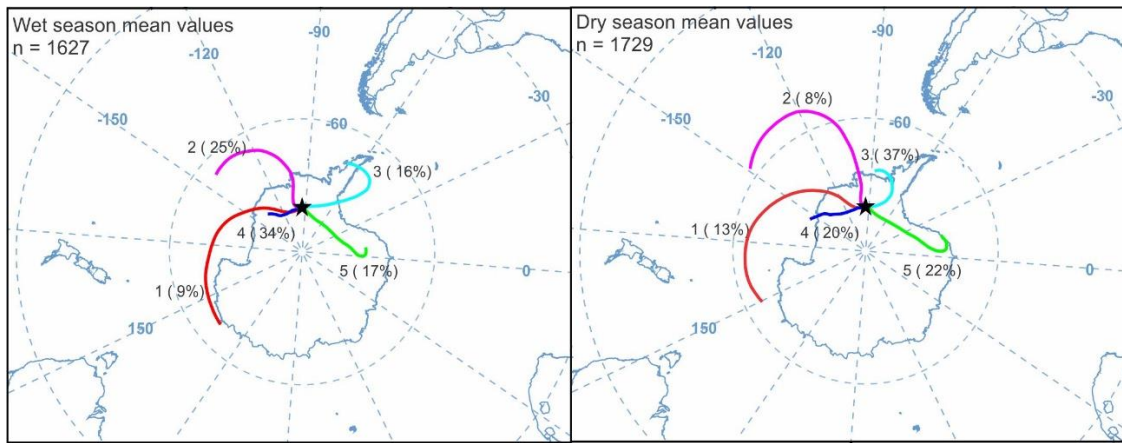 Wet season mean values
n = 1627
-90
-120
-30
-150
-60
2 ( 25%)
3 ( 16%)
4 ( 34%)
5 ( 17%)
0
1 ( 9%)
150
Dry season mean values
n = 1729
-90
-120
-30
2 ( 8%)
-150
-60
3 ( 37%)
1 ( 13%)
4 ( 20%)
5 ( 22%)
0
150